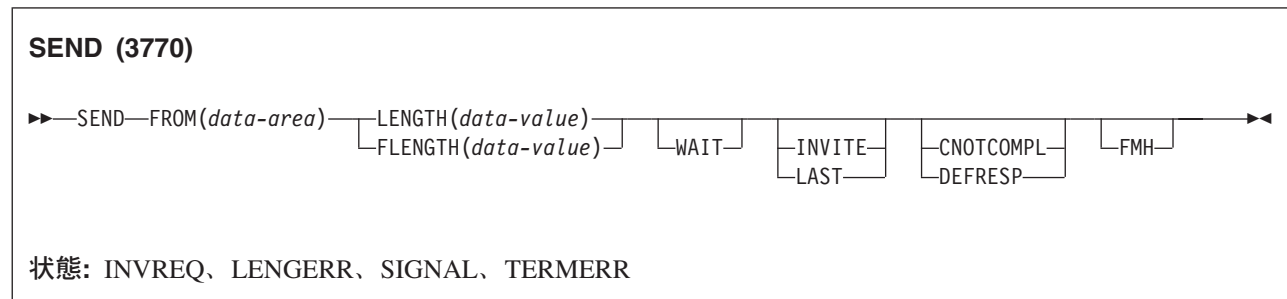 SEND (3770)
SEND FROM(data-area) LENGTH(data-value) WAIT INVITE CNOTCOMPL FMH
FLENGTH(data-value) LAST DEFRESP
状態: INVREQ、LENGERR、SIGNAL、TERMERR